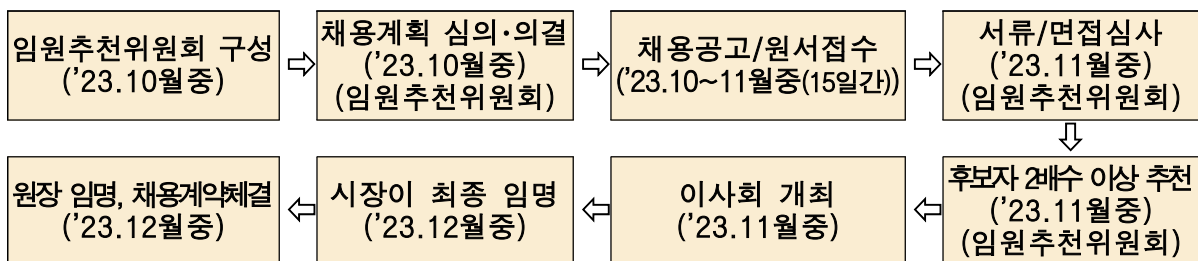 임원추천위원회 구성
('23.10월중)
채용계획 심의·의결
('23.10월중)
(임원추천위원회)
채용공고/원서접수
('23.10~11월중(15일간))
서류/면접심사
('23.11월중)
(임원추천위원회)
후보자 2배수 이상 추천
('23.11월중)
(임원추천위원회)
이사회 개최
('23.11월중)
시장이 최종 임명
('23.12월중)
원장 임명, 채용계약체결
('23.12월중)